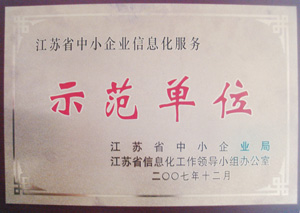 江苏省中小企业信息化服务
示范单位
江苏省中小企业局
江苏省信息化工作领导小组办公室
二〇〇七年十二月